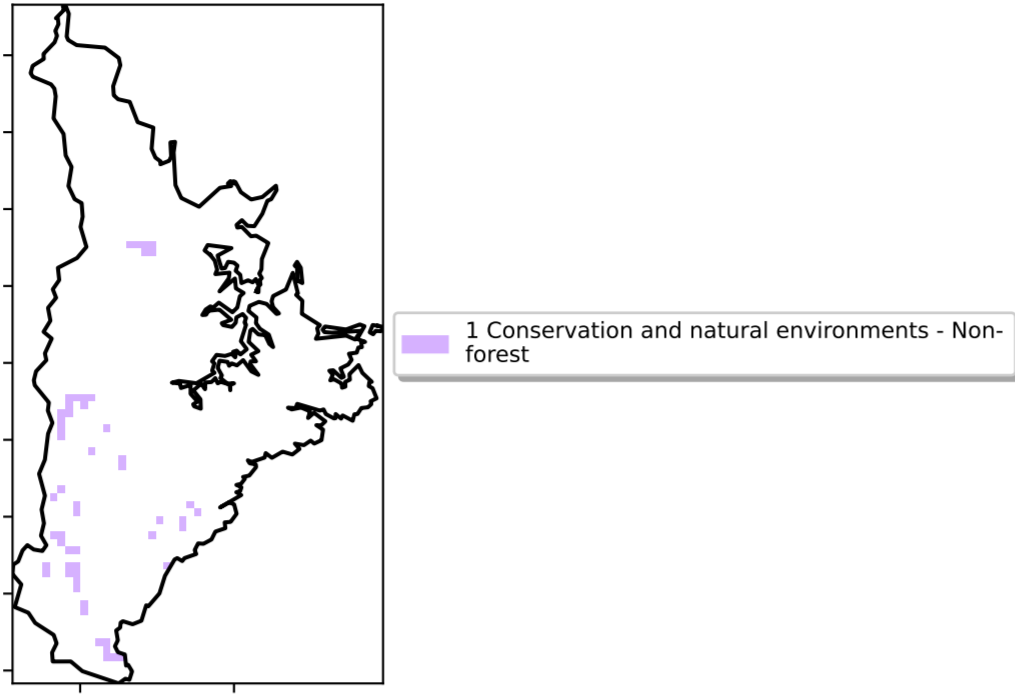 1 Conservation and natural environments - Non-
forest